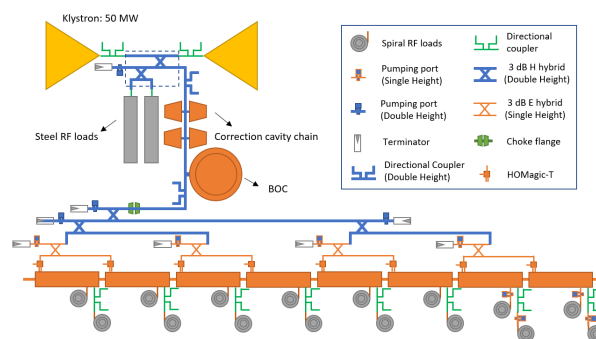 Klystron: 50 MW
Steel RF loads
Correction cavity chain
BOC
Spiral RF loads
Directional
coupler
Pumping port
(Single Height)
3 dB H hybrid
(Double Height)
Pumping port
(Double Height)
3 dB E hybrid
(Single Height)
Terminator
Choke flange
Directional Coupler
(Double Height)
HOMagic-T